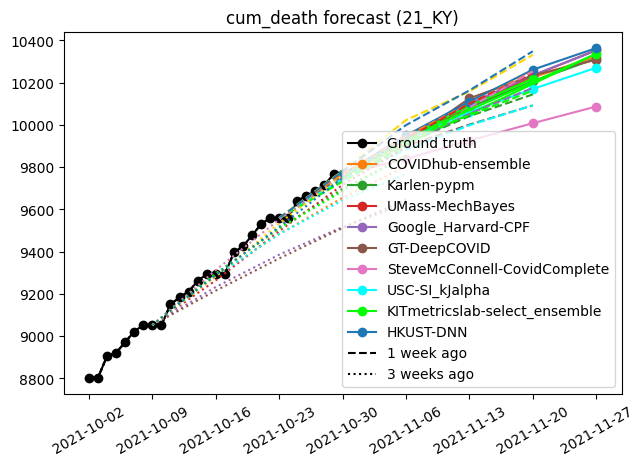 cum_death forecast (21_KY)
10400
10200
10000
9800
9600
9400
9200
9000
8800
Ground truth
COVIDhub-ensemble
Karlen-pypm
UMass-MechBayes
Google_Harvard-CPF
GT-DeepCOVID
SteveMcConnell-CovidComplete
USC-SI_kJalpha
KITmetricslab-select_ensemble
HKUST-DNN
1 week ago
3 weeks ago
2021-10-02
2021-10-09
2021-10-16
2021-10-23
2021-10-30
2021-11-06
2021-11-13
2021-11-20
2021-11-27